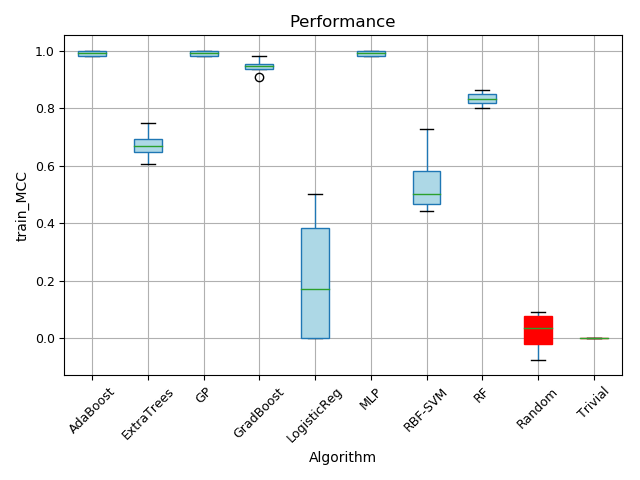 Performance
train_MCC
1.0
0.8
0.6
0.4
0.2
0.0
AdaBoost
ExtraTrees
GP
GradBoost
LogisticReg
MLP
RBF-SVM
RF
Random
Trivial
Algorithm